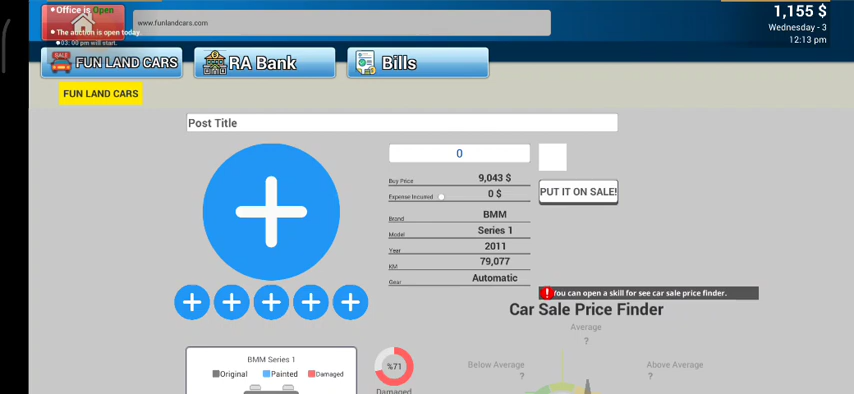 Office is Open
The auction is open today
03: 00 pm will start.
www.funlandcars.com
1,155 $
Wednesday - 3
12:13 pm
SALE
FUN LAND CARS
RA Bank
Bills
FUN LAND CARS
Post Title
0
Buy Price 9,043 $
Expense Incurred 0 $
PUT IT ON SALE!
Brand BMM
Model Series 1
Year 2011
KM 79,077
Gear Automatic
You can open a skill for see car sale price finder.
Car Sale Price Finder
Average
?
Below Average
?
Above Average
?
BMM Series 1
Original Painted Damaged
%71
Damaged